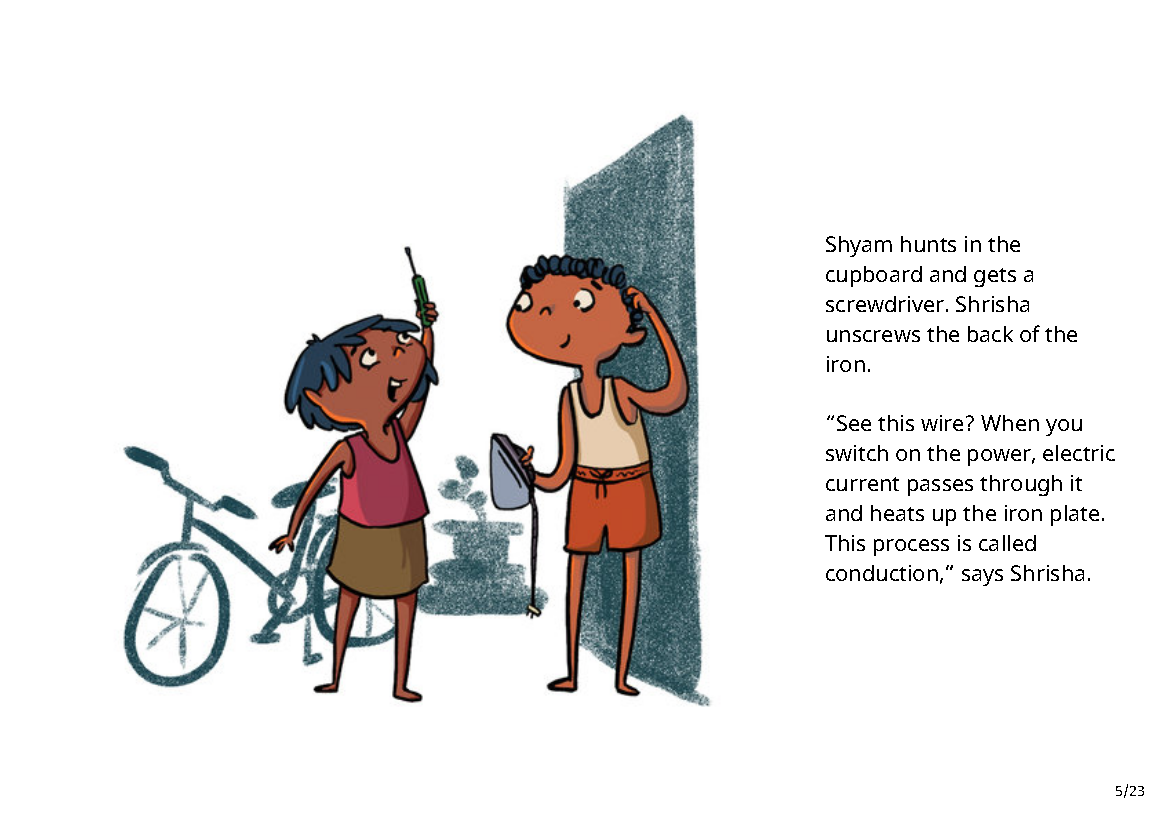 Shyam hunts in the
cupboard and gets a
screwdriver. Shrisha
unscrews the back of the
iron.
“See this wire? When you
switch on the power, electric
current passes through it
and heats up the iron plate.
This process is called
conduction,” says Shrisha.
5/23